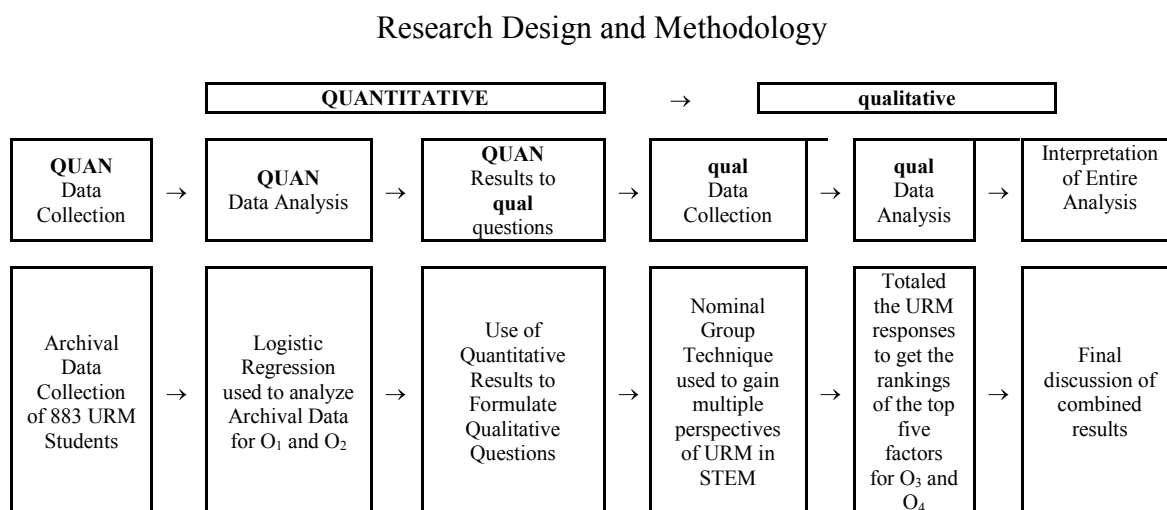 Research Design and Methodology
QUANTITATIVE
→
qualitative
QUAN
Data
Collection
→
QUAN
Data Analysis
→
QUAN
Results to
qual
questions
→
qual
Data
Collection
→
qual
Data
Analysis
→
Interpretation
of Entire
Analysis
Archival
Data
Collection
of 883 URM
Students
→
Logistic
Regression
used to analyze
Archival Data
for O₁ and O₂
→
Use of
Quantitative
Results to
Formulate
Qualitative
Questions
→
Nominal
Group
Technique
used to gain
multiple
perspectives
of URM in
STEM
→
Totaled
the URM
responses
to get the
rankings
of the top
five
factors
for O₃ and
O₄
→
Final
discussion of
combined
results